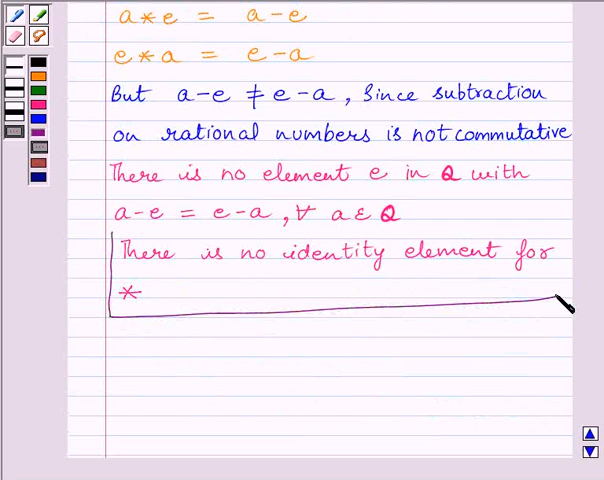 a * e = a - e
e * a = e - a
But a - e ≠ e - a, Since subtraction
on rational numbers is not commutative
There is no element e in Q with
a - e = e - a, ∀ a ε Q
There is no identity element for
*